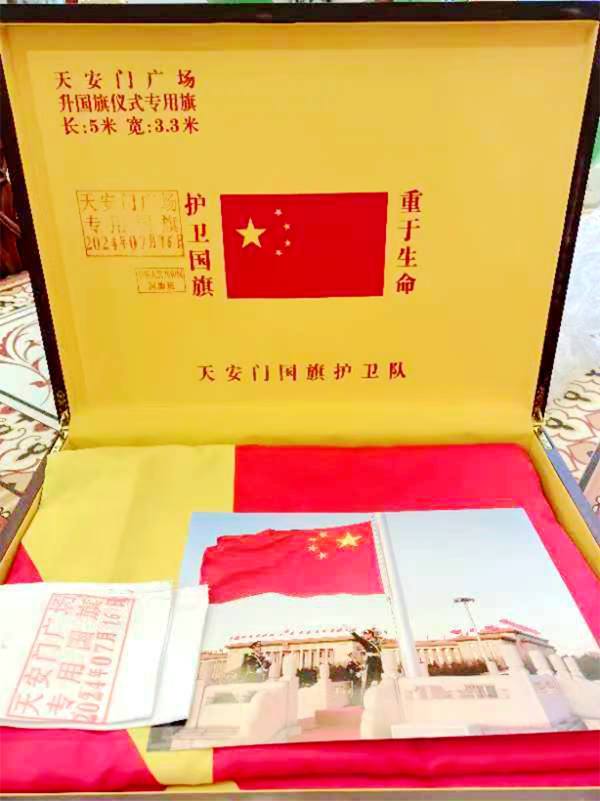 天安门广场
升国旗仪式专用旗
长:5米 宽:3.3米
天安门广场
专用国旗
2024年07月16日
护卫国旗
重于生命
天安门国旗护卫队
天安门广场
专用国旗
2024年07月16日